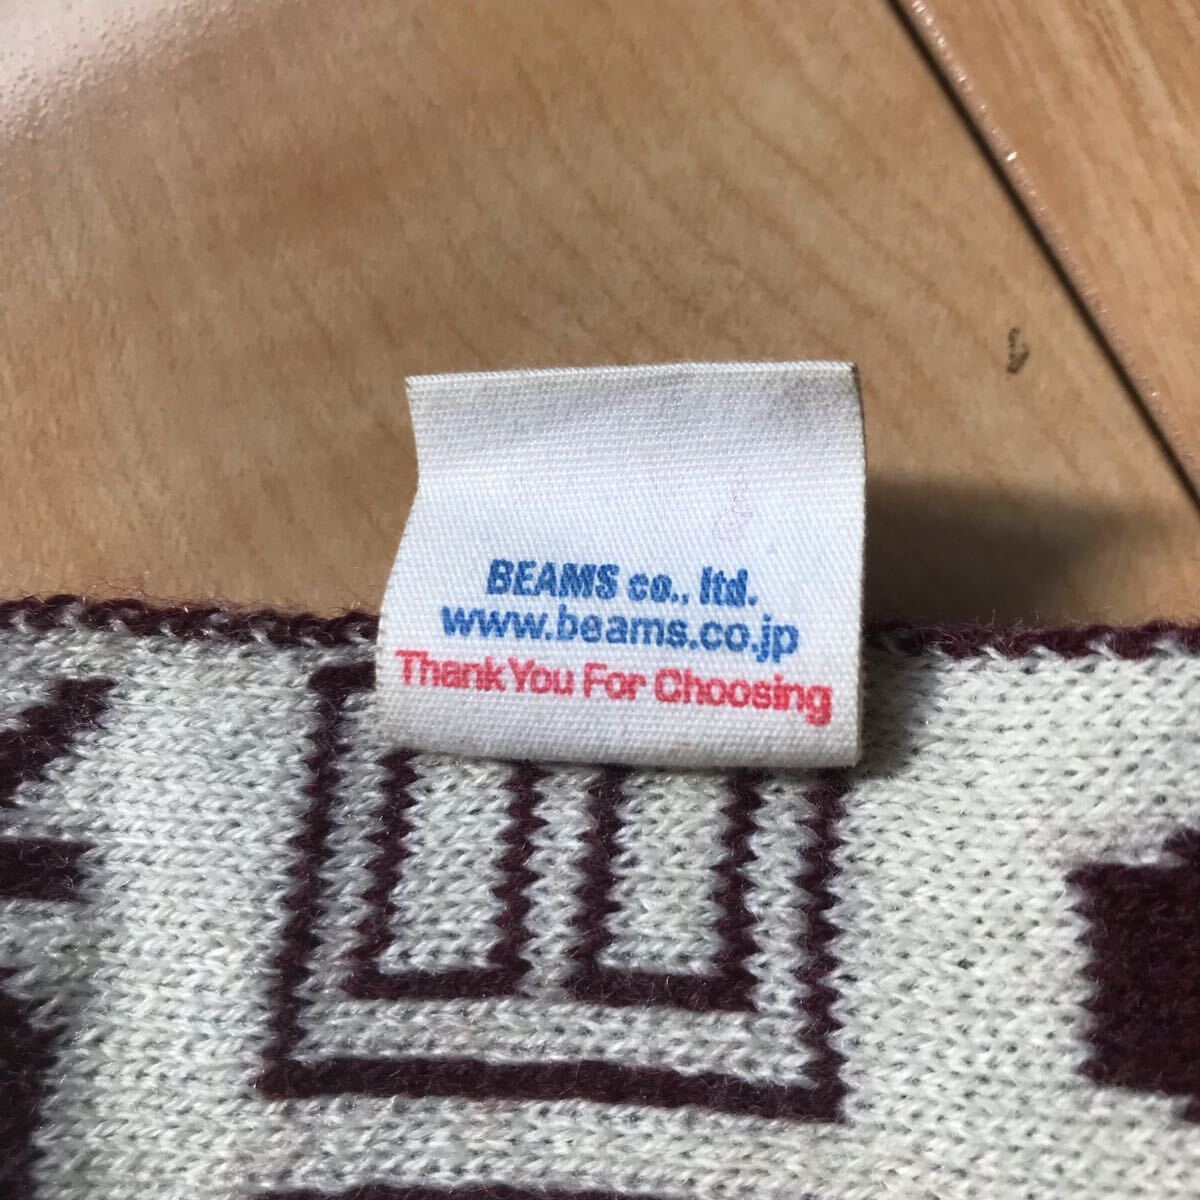 BEAMS co., ltd.
www.beams.co.jp
Thank You For Choosing